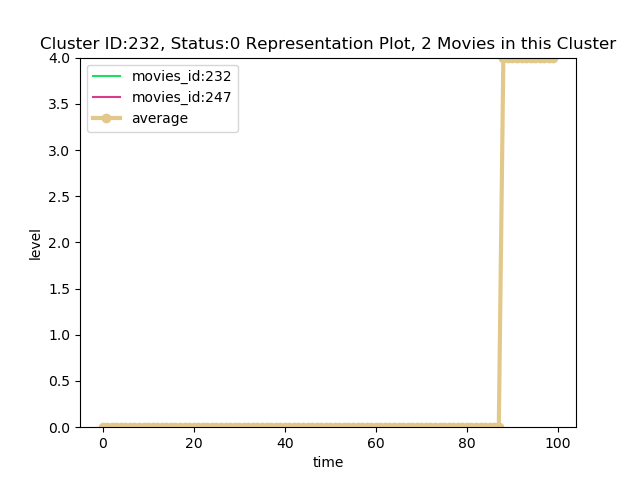 Cluster ID:232, Status:0 Representation Plot, 2 Movies in this Cluster
4.0
3.5
3.0
2.5
2.0
1.5
1.0
0.5
0.0
level
movies_id:232
movies_id:247
average
0 20 40 60 80 100
time